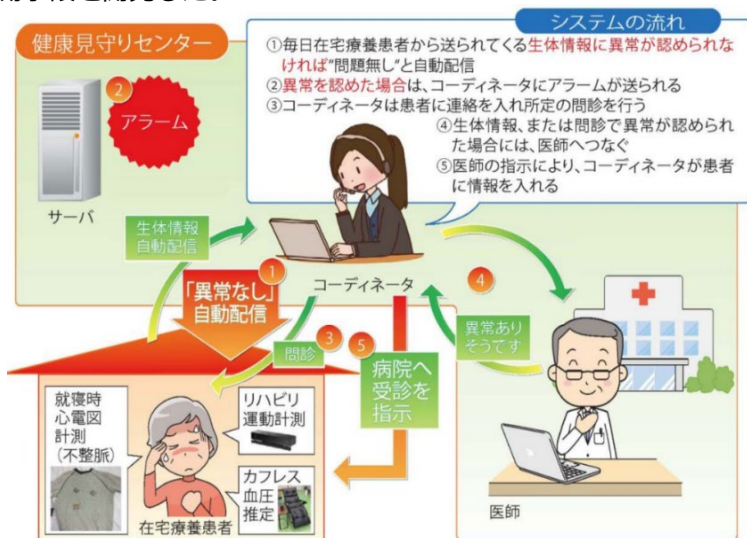 システムの流れ
健康見守りセンター
①毎日在宅療養患者から送られてくる生体情報に異常が認められな
ければ"問題無し"と自動配信
②異常を認めた場合は、コーディネータにアラームが送られる
③コーディネータは患者に連絡を入れ所定の問診を行う
④生体情報、または問診で異常が認められ
た場合には、医師へつなぐ
⑤医師の指示により、コーディネータが患者
に情報を入れる
2
アラーム
サーバ
生体情報
自動配信
コーディネータ
1
「異常なし」
自動配信
3
問診
5
病院へ
受診を
指示
4
異常あり
そうです
就寝時
心電図
計測
(不整脈)
リハビリ
運動計測
カフレス
血圧
推定
在宅療養患者
医師